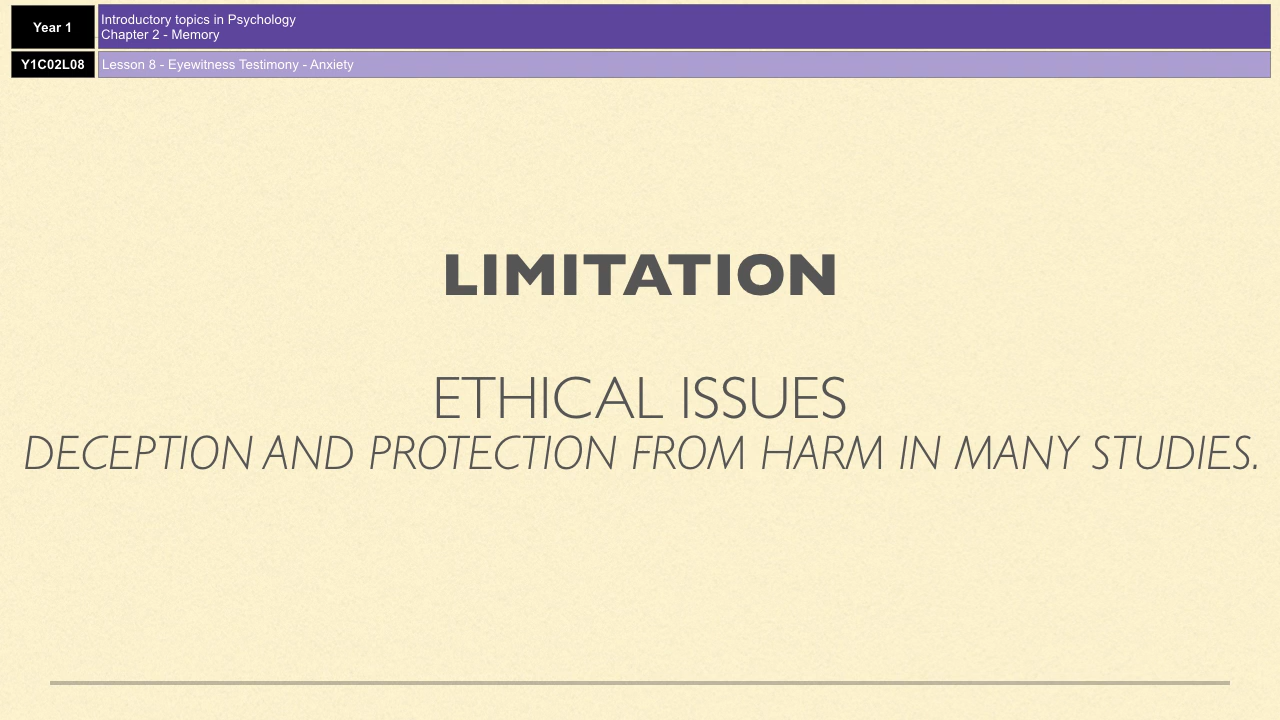 Year 1
Introductory topics in Psychology
Chapter 2 - Memory
Y1C02L08
Lesson 8 - Eyewitness Testimony - Anxiety
LIMITATION
ETHICAL ISSUES
DECEPTION AND PROTECTION FROM HARM IN MANY STUDIES.